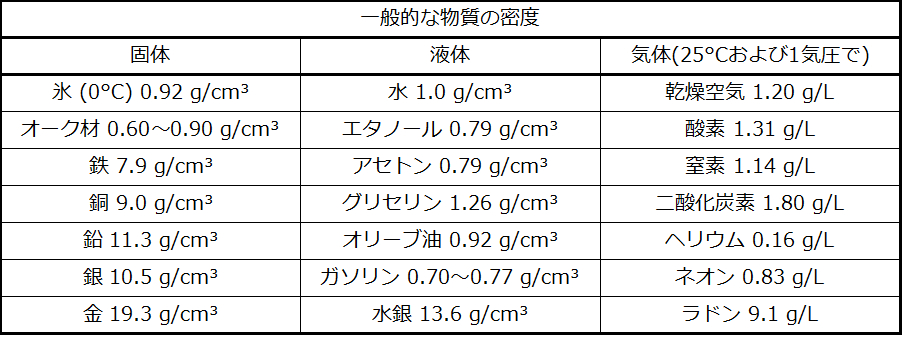 一般的な物質の密度
固体 液体 気体(25°Cおよび1気圧で)
氷 (0°C) 0.92 g/cm³ 水 1.0 g/cm³ 乾燥空気 1.20 g/L
オーク材 0.60～0.90 g/cm³ エタノール 0.79 g/cm³ 酸素 1.31 g/L
鉄 7.9 g/cm³ アセトン 0.79 g/cm³ 窒素 1.14 g/L
銅 9.0 g/cm³ グリセリン 1.26 g/cm³ 二酸化炭素 1.80 g/L
鉛 11.3 g/cm³ オリーブ油 0.92 g/cm³ ヘリウム 0.16 g/L
銀 10.5 g/cm³ ガソリン 0.70～0.77 g/cm³ ネオン 0.83 g/L
金 19.3 g/cm³ 水銀 13.6 g/cm³ ラドン 9.1 g/L